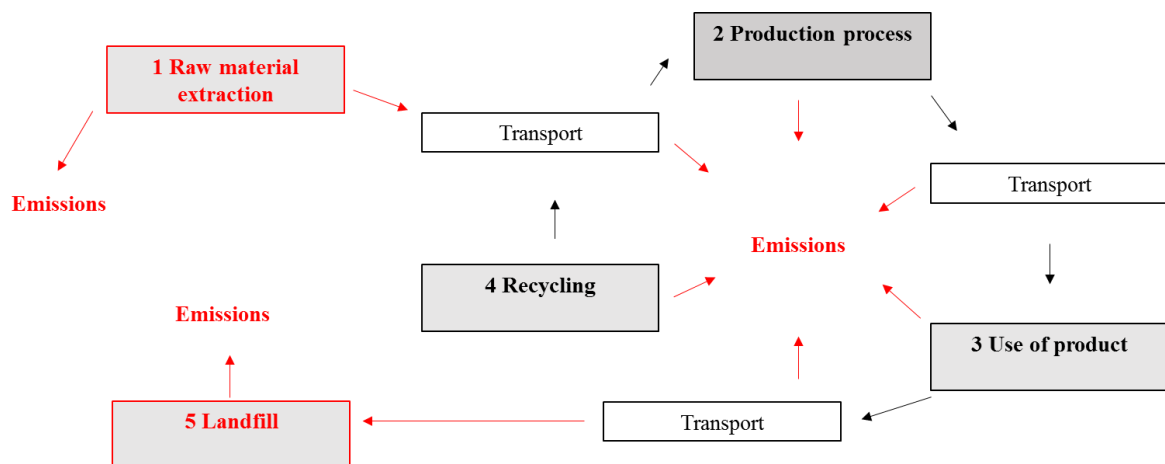 2 Production process
1 Raw material
extraction
Transport
Transport
Emissions
Emissions
4 Recycling
Emissions
3 Use of product
5 Landfill
Transport